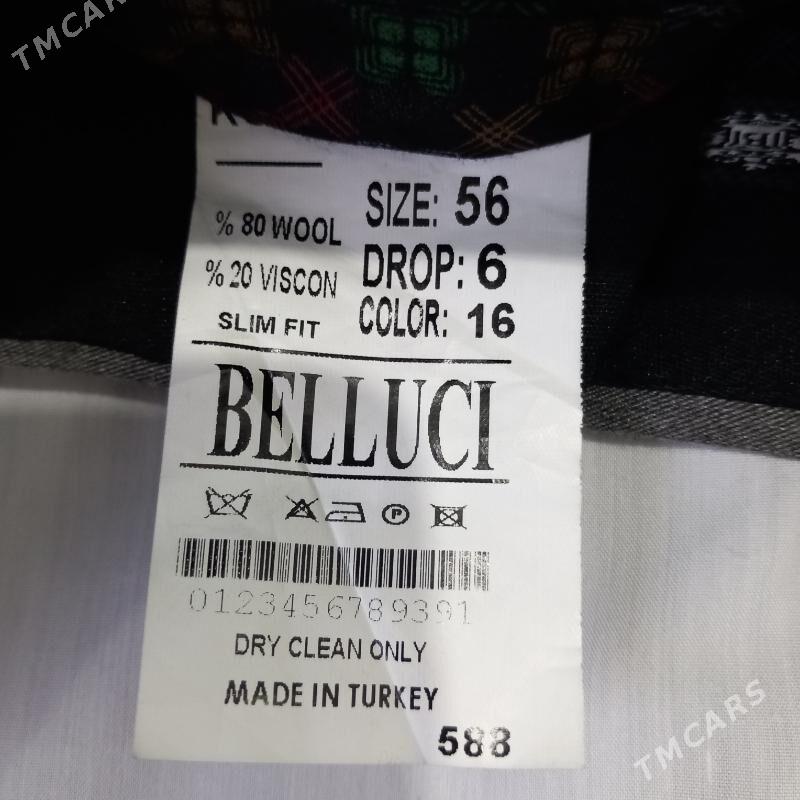 TMCARS
% 80 WOOL
% 20 VISCON
SLIM FIT
SIZE: 56
DROP: 6
COLOR: 16
BELLUCI
P
0123456789391
DRY CLEAN ONLY
MADE IN TURKEY
588
TMCARS